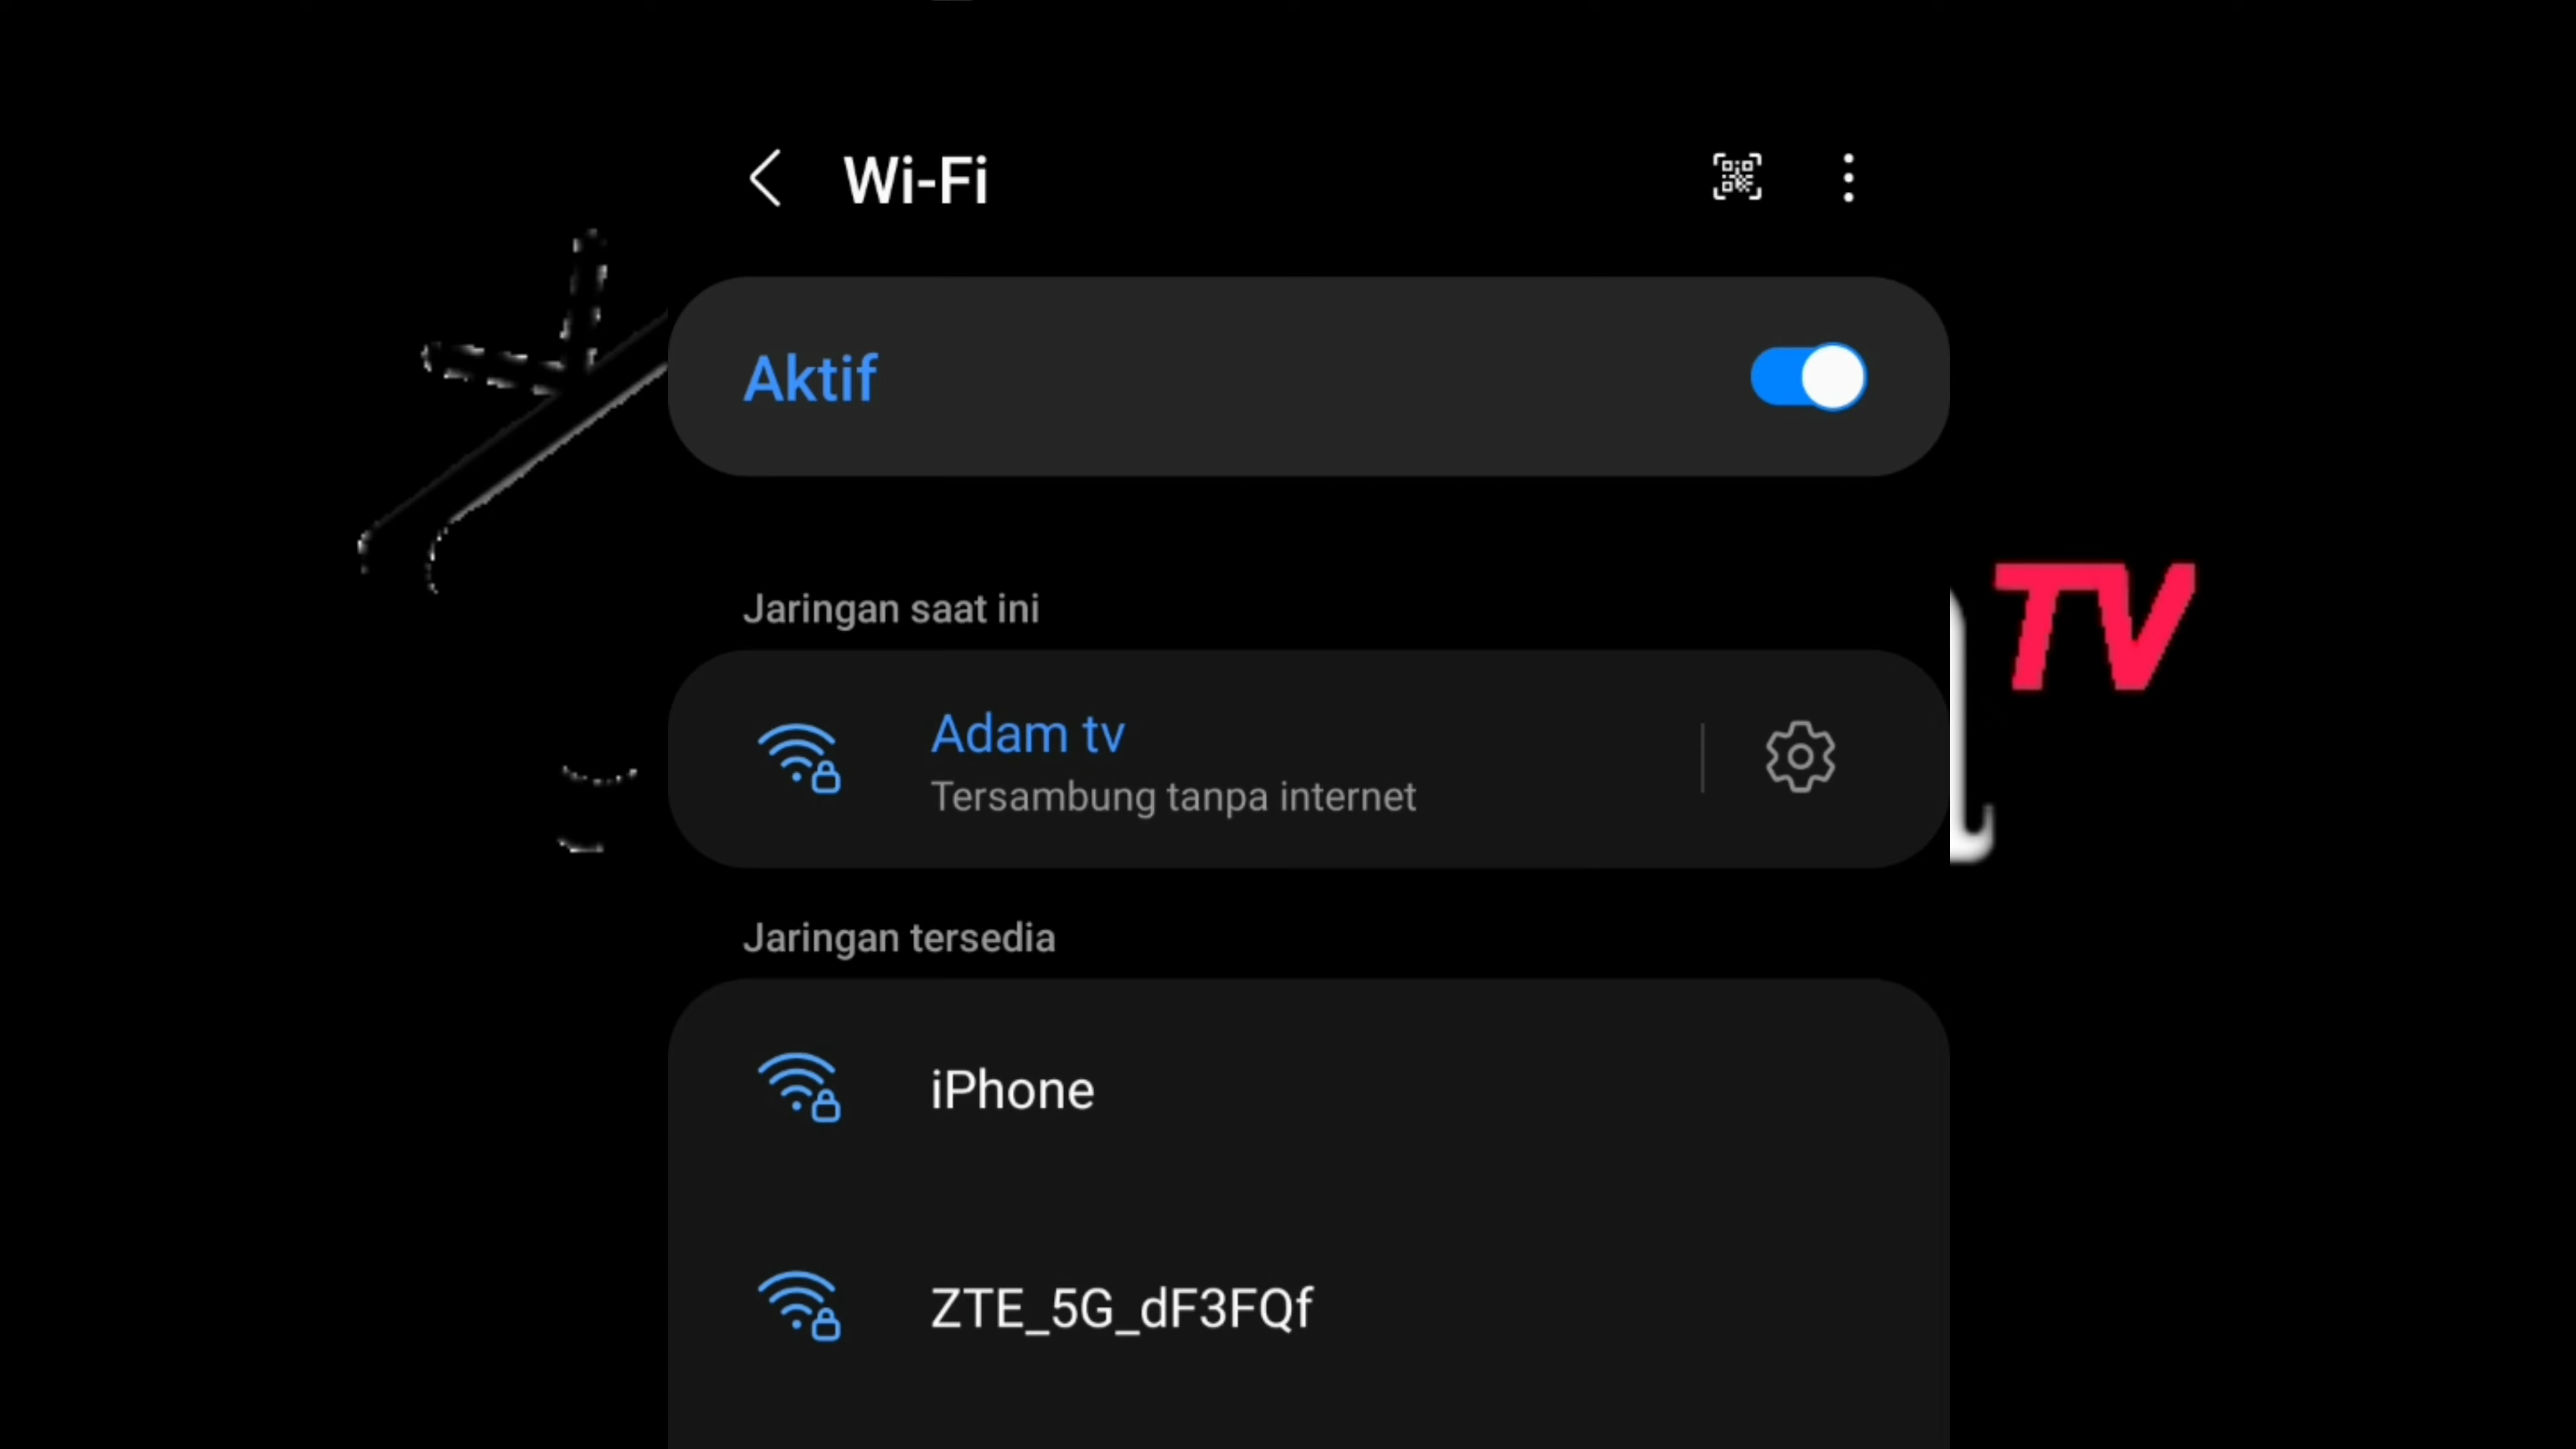 Wi-Fi
Aktif
Jaringan saat ini
TV
Adam tv
Tersambung tanpa internet
Jaringan tersedia
iPhone
ZTE_5G_dF3FQf